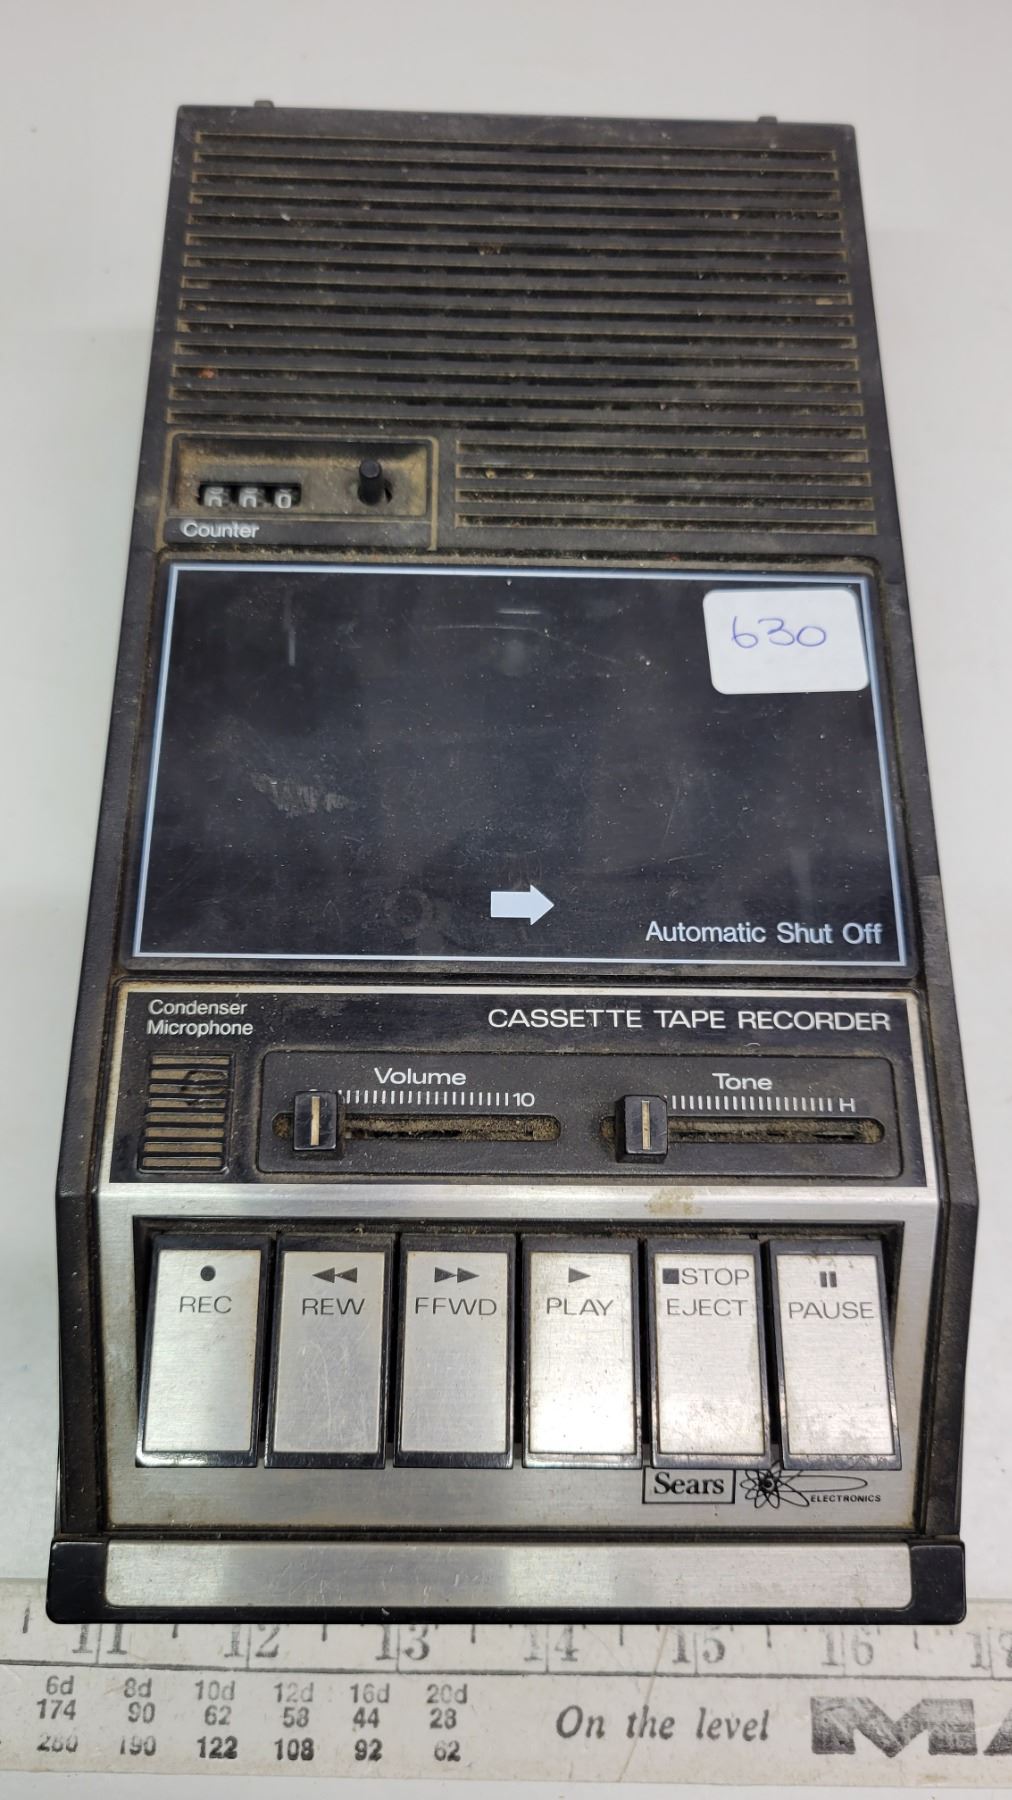 Counter
630
Automatic Shut Off
Condenser
Microphone
CASSETTE TAPE RECORDER
Volume
10
Tone
H
REC
REW
FFWD
PLAY
STOP
EJECT
PAUSE
Sears
ELECTRONICS
11 12 13 14 15 16
6d 8d 10d 12d 16d 20d
174 90 62 58 44 28
On the level
190 122 108 92 62